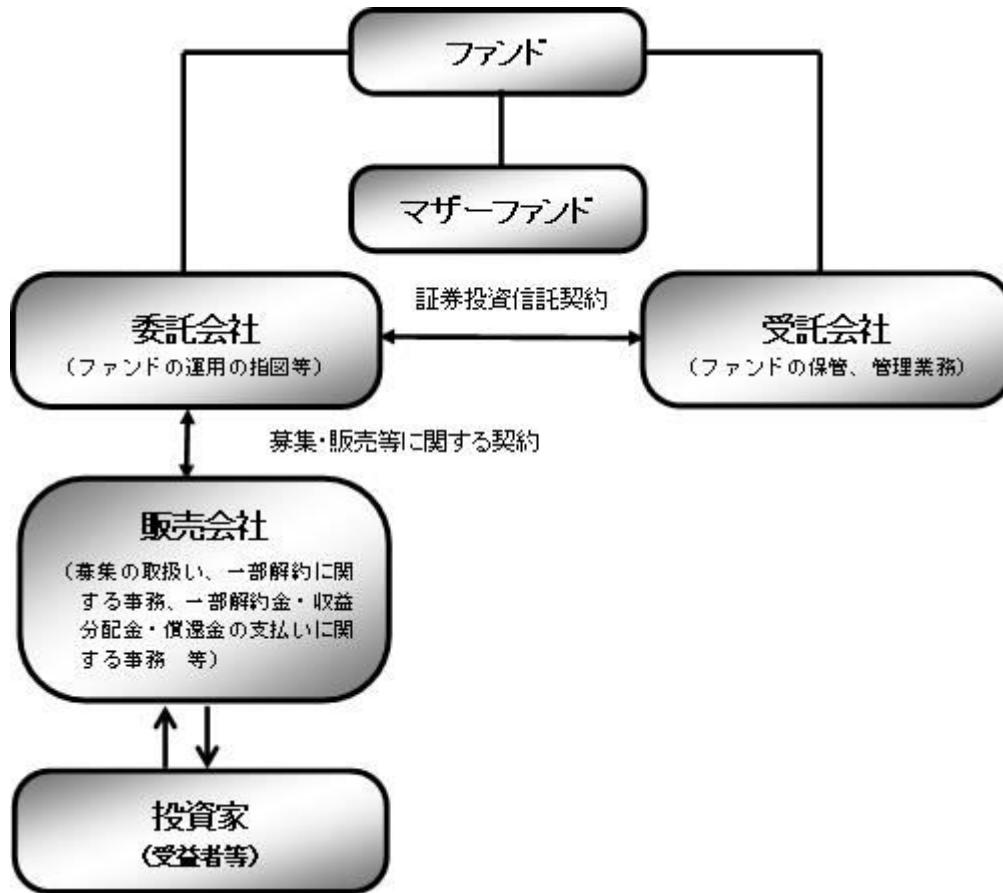 ファンド
マザーファンド
証券投資信託契約
委託会社
（ファンドの運用の指図等）
受託会社
（ファンドの保管、管理業務）
募集・販売等に関する契約
販売会社
（募集の取扱い、一部解約に関
する事務、一部解約金・収益
分配金・償還金の支払いに関
する事務　等）
投資家
（受益者等）